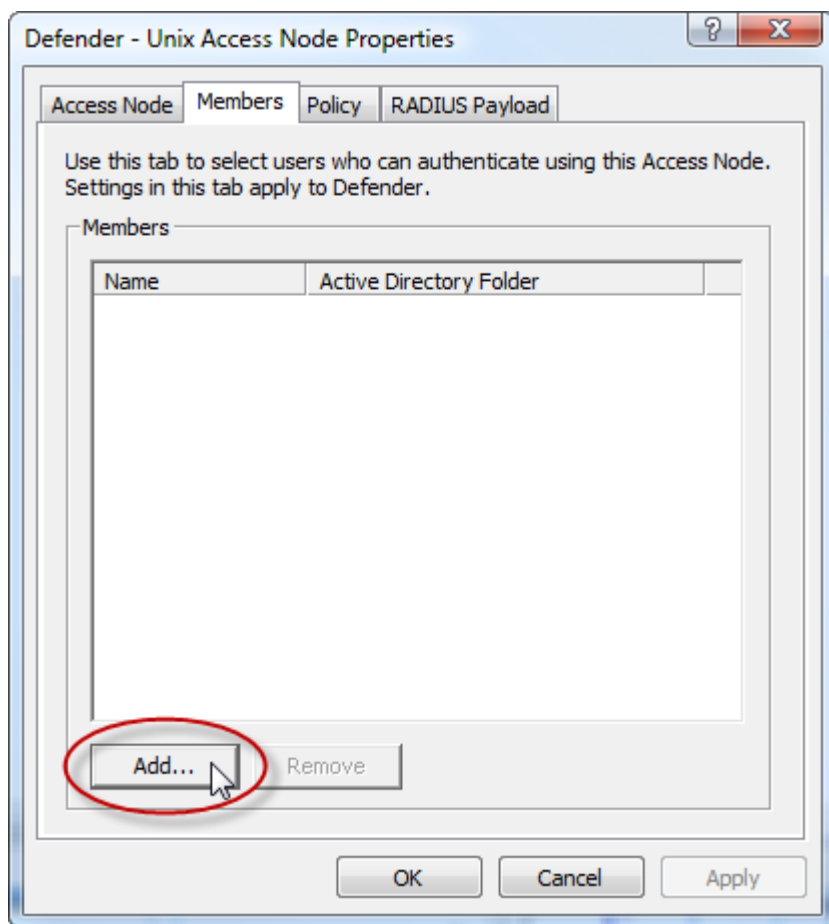 Defender - Unix Access Node Properties
Access Node Members Policy RADIUS Payload
Use this tab to select users who can authenticate using this Access Node.
Settings in this tab apply to Defender.
Members
Name Active Directory Folder
Add... Remove
OK Cancel Apply